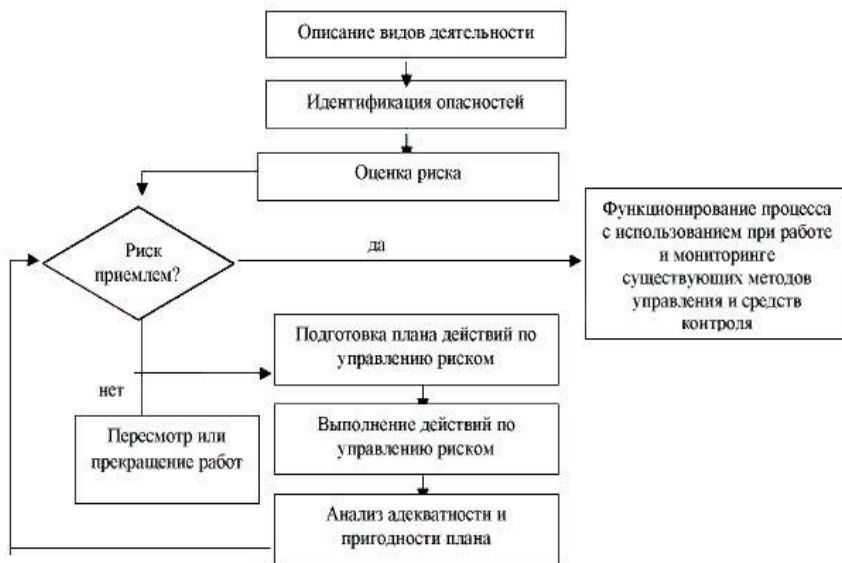 Описание видов деятельности
Идентификация опасностей
Оценка риска
Риск
приемлем?
да
Функционирование процесса
с использованием при работе
и мониторинге
существующих методов
управления и средств
контроля
нет
Подготовка плана действий по
управлению риском
Пересмотр или
прекращение работ
Выполнение действий по
управлению риском
Анализ адекватности и
пригодности плана